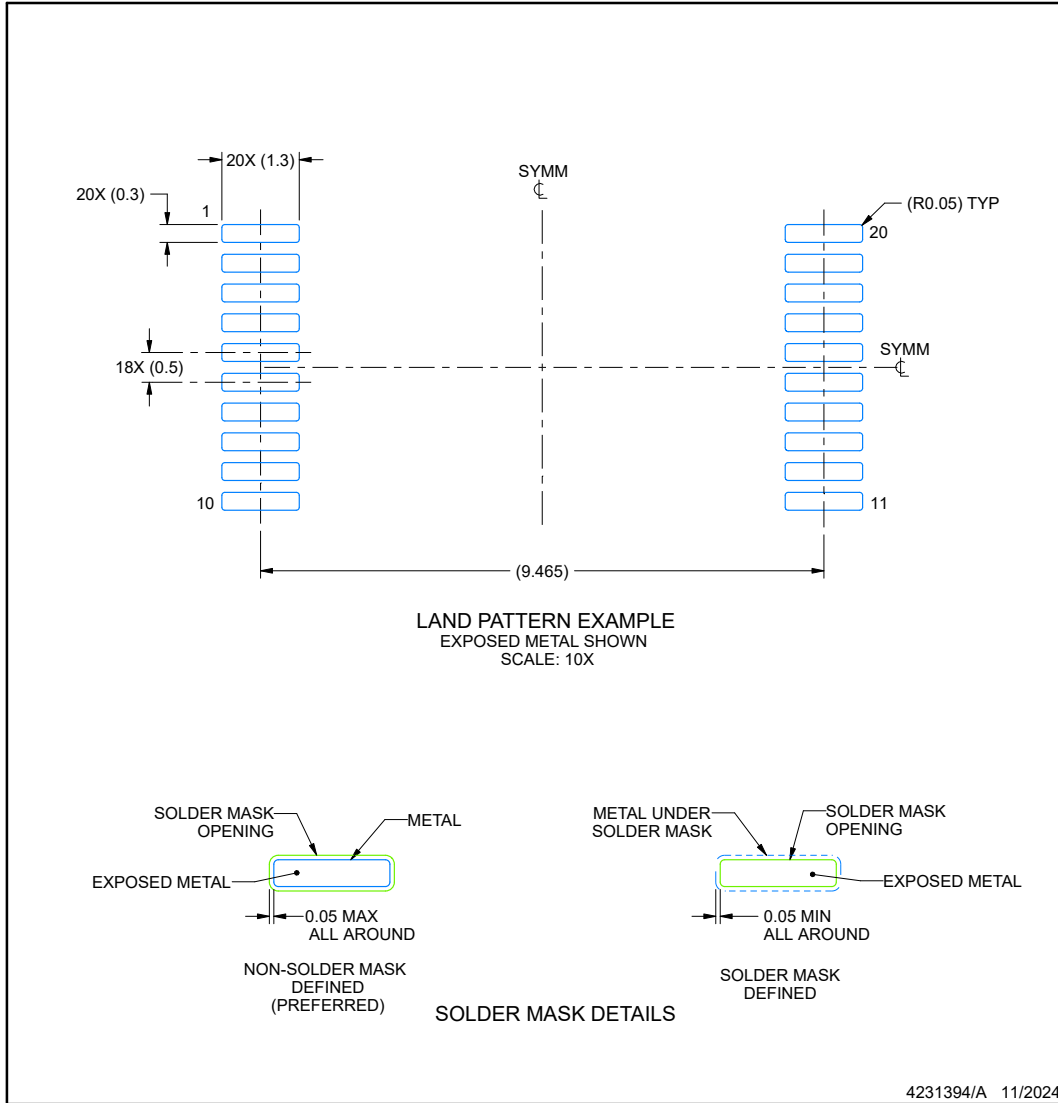 20X (1.3)
SYMM
℄
20X (0.3)
1
(R0.05) TYP
20
SYMM
℄
18X (0.5)
10
11
(9.465)
LAND PATTERN EXAMPLE
EXPOSED METAL SHOWN
SCALE: 10X
SOLDER MASK
OPENING
METAL
EXPOSED METAL
0.05 MAX
ALL AROUND
NON-SOLDER MASK
DEFINED
(PREFERRED)
METAL UNDER
SOLDER MASK
SOLDER MASK
OPENING
EXPOSED METAL
0.05 MIN
ALL AROUND
SOLDER MASK
DEFINED
SOLDER MASK DETAILS
4231394/A 11/2024